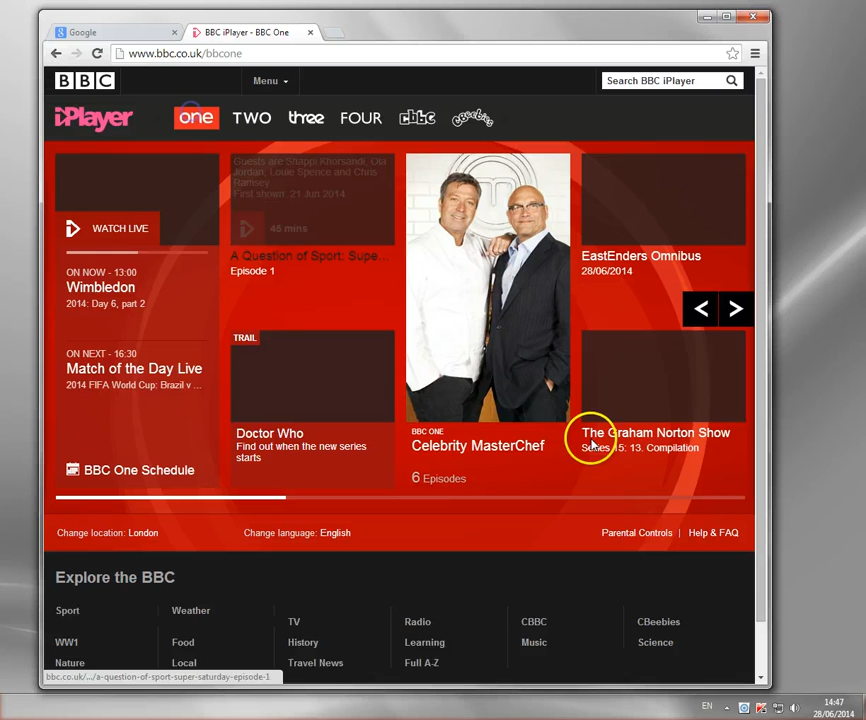 Google
BBC iPlayer - BBC One
www.bbc.co.uk/bbcone
BBC
Menu
Search BBC iPlayer
iPlayer
one
TWO
three
FOUR
cbbc
cbeebies
Guests are Shappi Khorsandi, Ola
Jordan, Louie Spence and Chris
Ramsey
First shown: 21 Jun 2014
45 mins
WATCH LIVE
ON NOW - 13:00
Wimbledon
2014: Day 6, part 2
ON NEXT - 16:30
Match of the Day Live
2014 FIFA World Cup: Brazil v ...
BBC One Schedule
A Question of Sport: Supe...
Episode 1
TRAIL
Doctor Who
Find out when the new series
starts
BBC ONE
Celebrity MasterChef
6 Episodes
EastEnders Omnibus
28/06/2014
The Graham Norton Show
Series 15: 13. Compilation
Change location: London
Change language: English
Parental Controls | Help & FAQ
Explore the BBC
Sport
Weather
TV
Radio
CBBC
CBeebies
WW1
Food
History
Learning
Music
Science
Nature
Local
Travel News
Full A-Z
bbc.co.uk/.../a-question-of-sport-super-saturday-episode-1
EN
14:47
28/06/2014